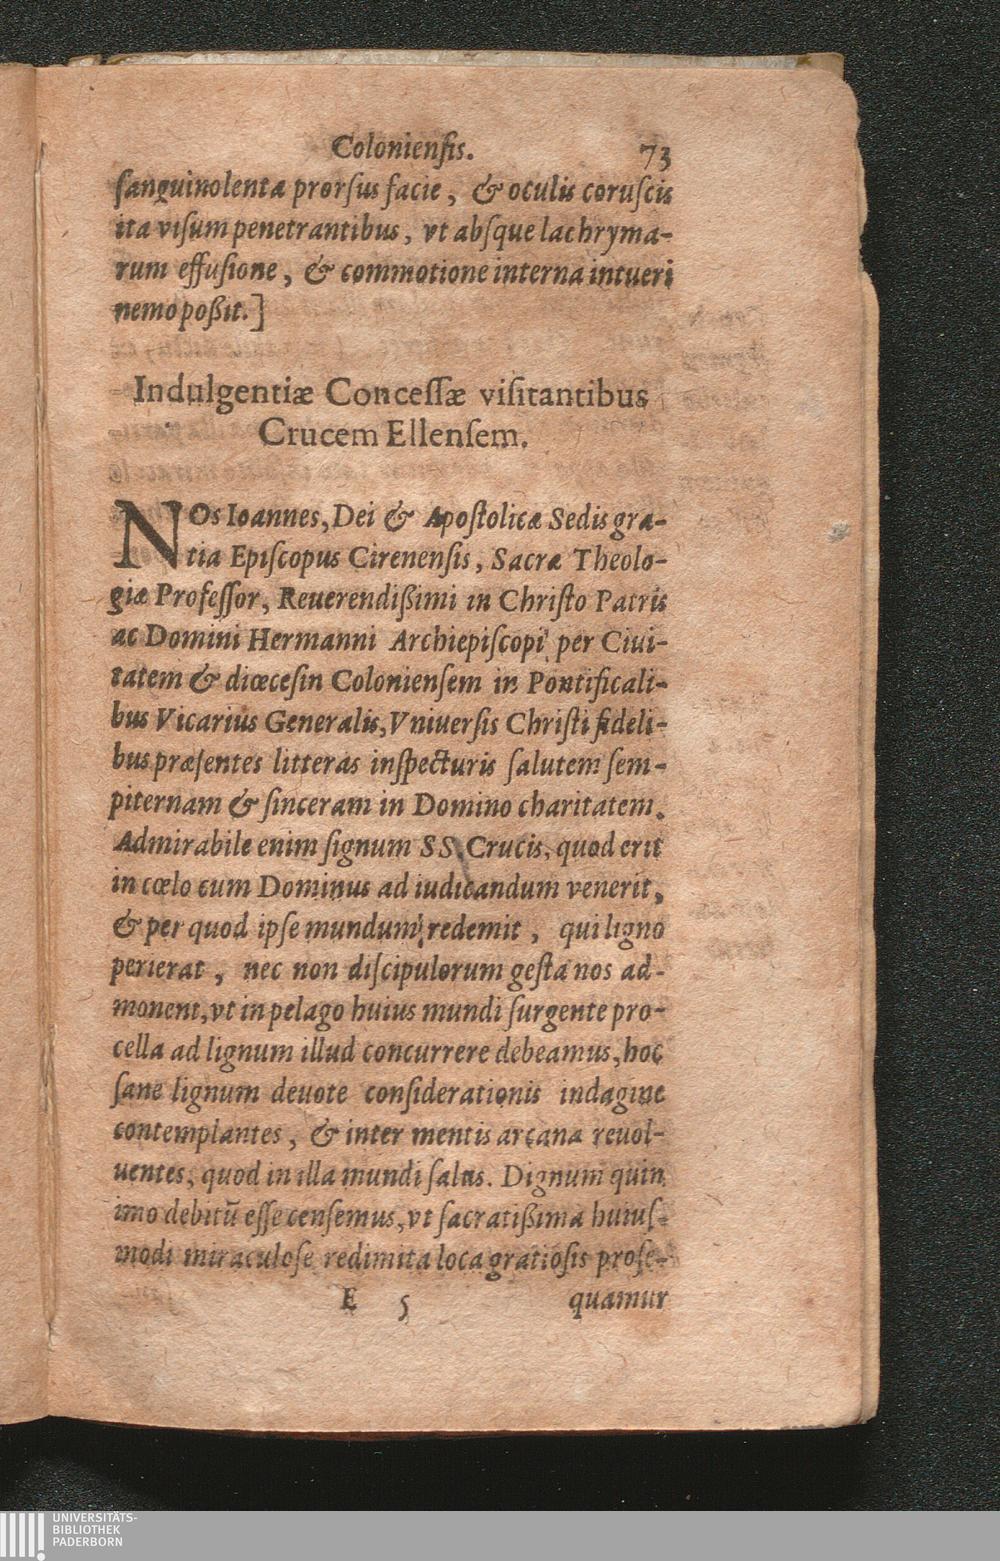 Colonienſis. 73
ſanguinolenta prorſus facie, & oculis coruſcis
ita viſum penetrantibus, vt abſque lachryma-
rum effuſione, & commotione interna intueri
nemo poßit.]
Indulgentiæ Conceſſæ viſitantibus
Crucem Ellenſem.
NOs Ioannes, Dei & Apoſtolicæ Sedis gra-
tia Epiſcopus Cirenenſis, Sacræ Theolo-
giæ Profeſſor, Reuerendißimi in Chriſto Patris
ac Domini Hermanni Archiepiſcopi per Ciui-
tatem & diœceſin Colonienſem in Pontificali-
bus Vicarius Generalis, Vniuerſis Chriſti fideli-
bus præſentes litteras inſpecturis ſalutem ſem-
piternam & ſinceram in Domino charitatem.
Admirabile enim ſignum SS. Crucis, quod erit
in cœlo cum Dominus ad iudicandum venerit,
& per quod ipſe mundum redemit, qui ligno
perierat, nec non diſcipulorum geſta nos ad-
monent, vt in pelago huius mundi ſurgente pro-
cella ad lignum illud concurrere debeamus, hoc
ſane lignum deuote conſiderationis indagine
contemplantes, & inter mentis arcana reuol-
uentes, quod in illa mundi ſalus. Dignum quin
imo debitū eſſe cenſemus, vt ſacratißima huiuſ-
modi miraculoſe redimita loca gratioſis proſe-
E 5 quamur
UNIVERSITÄTS-
BIBLIOTHEK
PADERBORN